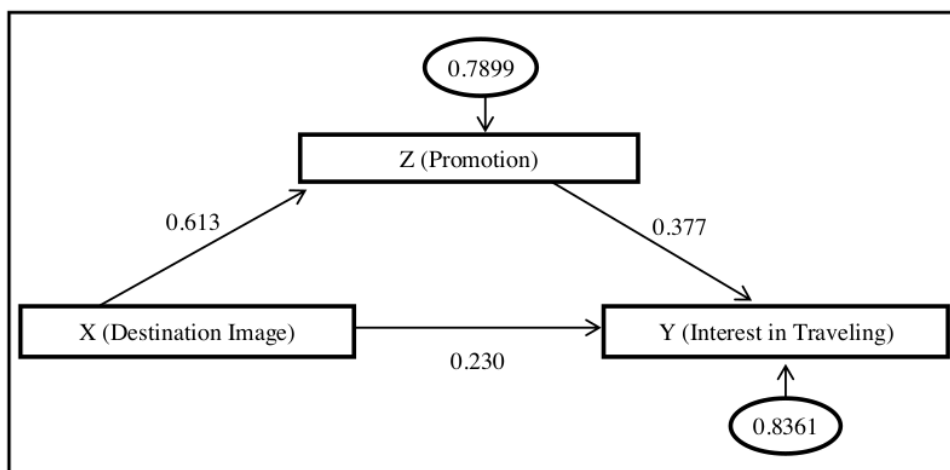 0.7899
Z (Promotion)
0.613
0.377
X (Destination Image)
Y (Interest in Traveling)
0.230
0.8361